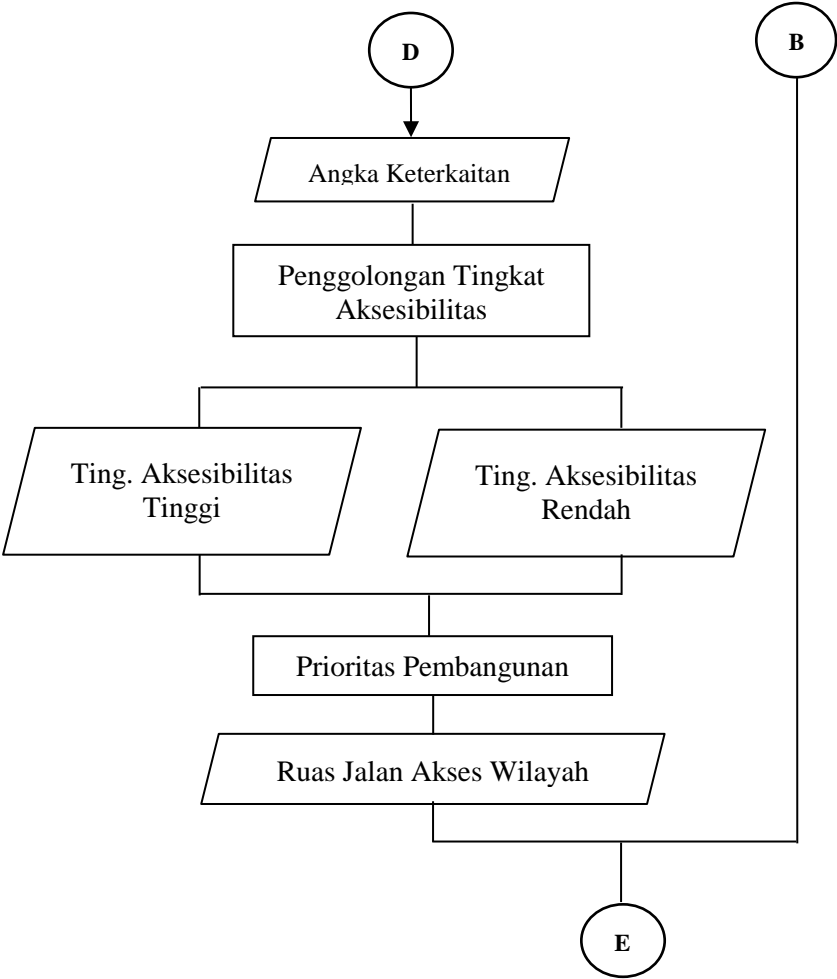 D
B
Angka Keterkaitan
Penggolongan Tingkat
Aksesibilitas
Ting. Aksesibilitas
Tinggi
Ting. Aksesibilitas
Rendah
Prioritas Pembangunan
Ruas Jalan Akses Wilayah
E